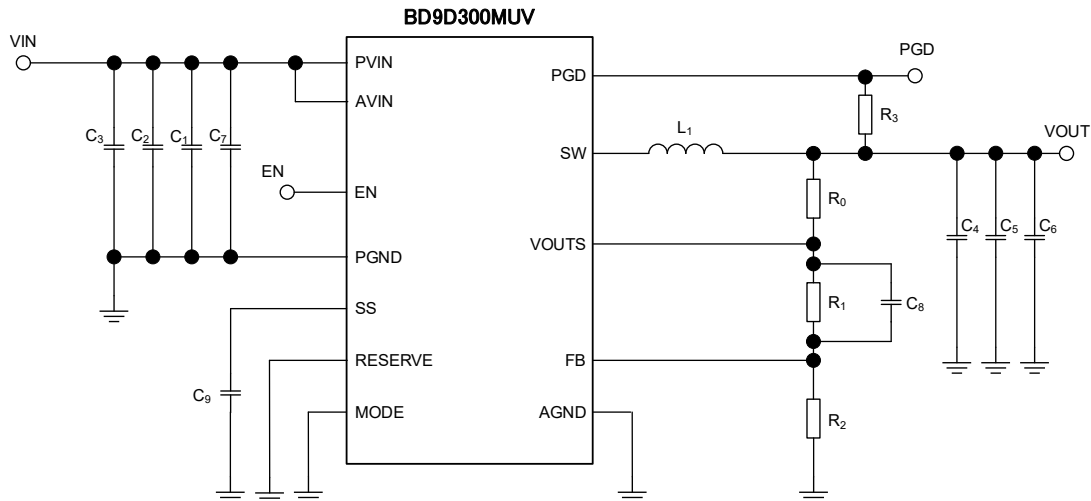 BD9D300MUV
VIN
PVIN
PGD
PGD
AVIN
R3
C3
C2
C1
C7
L1
VOUT
SW
EN
EN
R0
C4
C5
C6
VOUTS
PGND
R1
C8
SS
RESERVE
FB
C9
MODE
AGND
R2